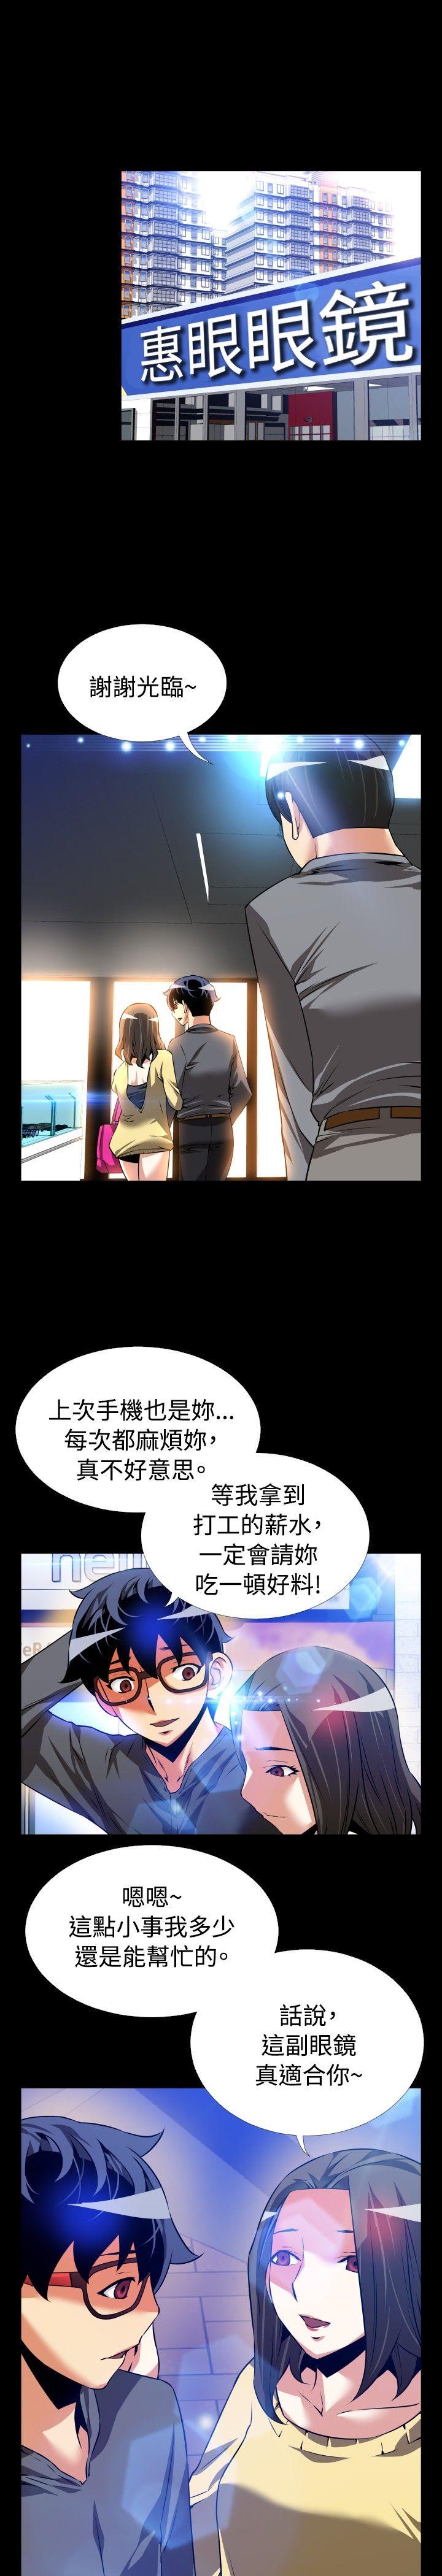 惠眼眼鏡
謝謝光臨~
上次手機也是妳...
每次都麻煩妳,
真不好意思。
等我拿到
打工的薪水,
一定會請妳
吃一頓好料!
嗯嗯~
這點小事我多少
還是能幫忙的。
話說,
這副眼鏡
真適合你~